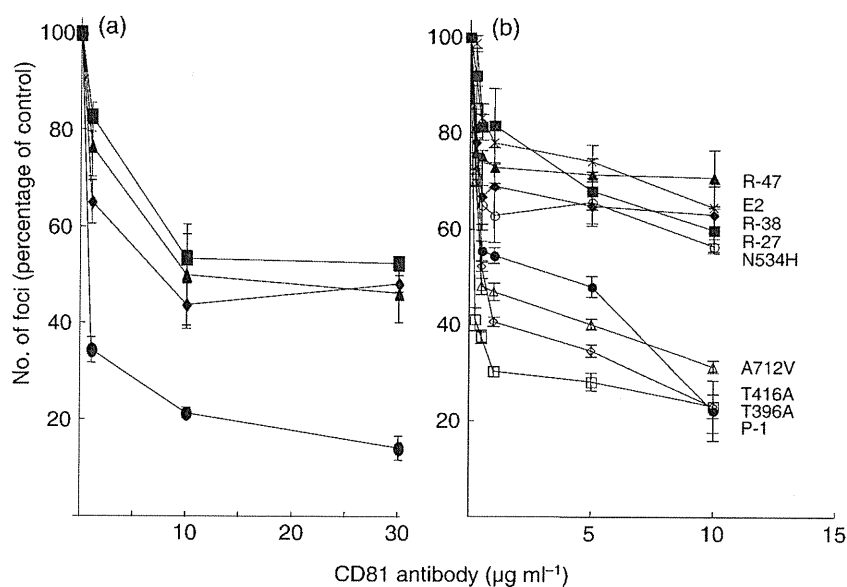 (a)
(b)
No. of foci (percentage of control)
100
80
60
40
20
10
20
30
100
80
60
40
20
5
10
15
R-47
E2
R-38
R-27
N534H
A712V
T416A
T396A
P-1
CD81 antibody (µg ml⁻¹)